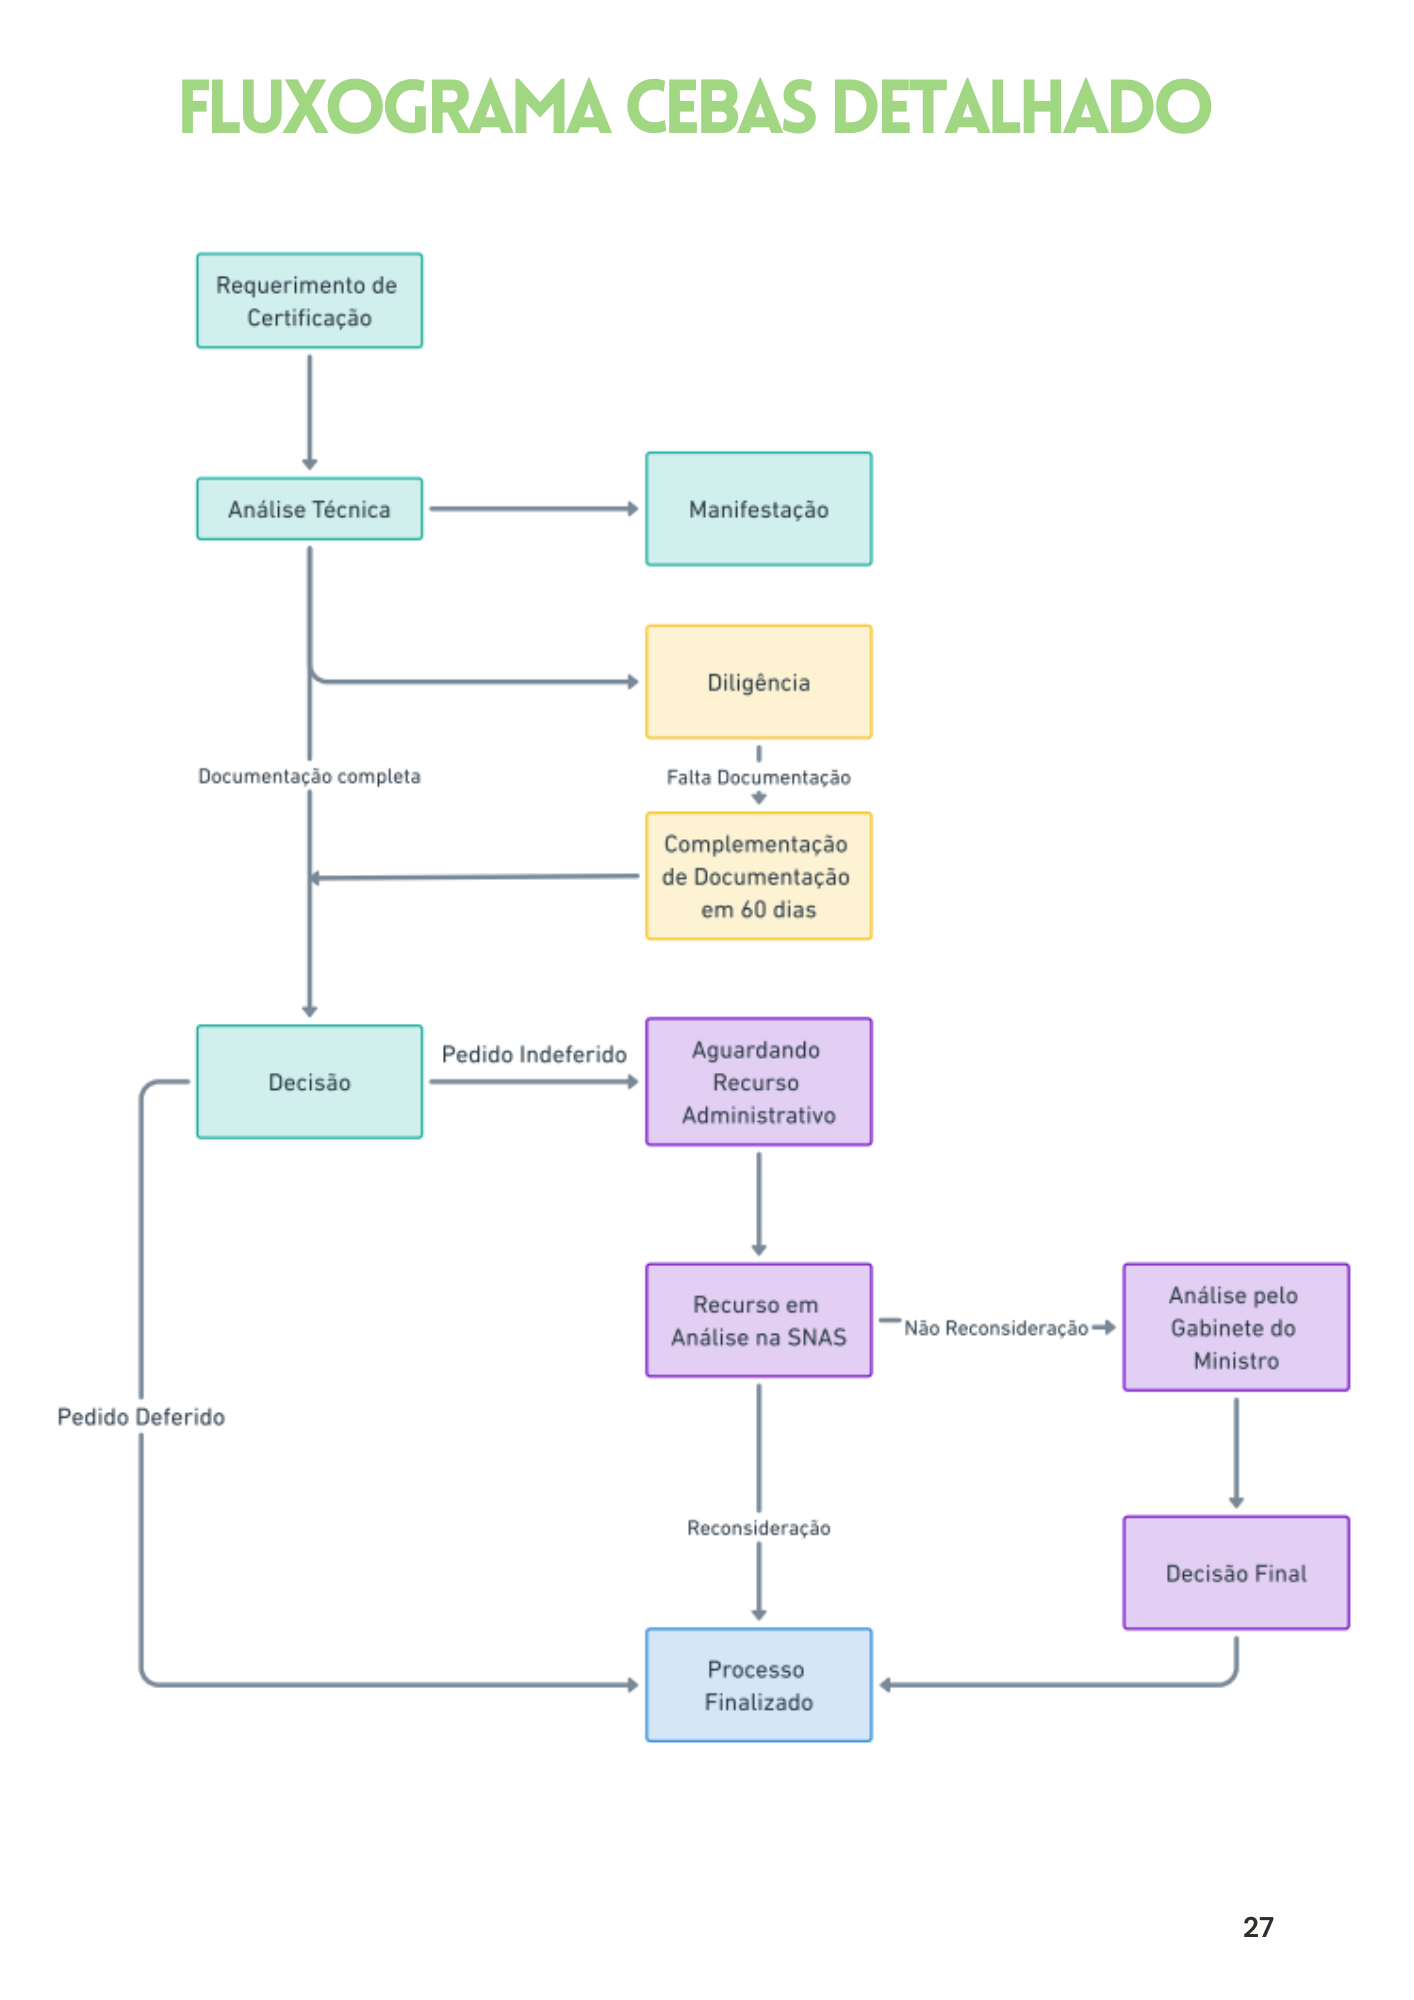 FLUXOGRAMA CEBAS DETALHADO
Requerimento de
Certificação
Análise Técnica
Manifestação
Diligência
Documentação completa
Falta Documentação
Complementação
de Documentação
em 60 dias
Decisão
Pedido Indeferido
Aguardando
Recurso
Administrativo
Recurso em
Análise na SNAS
Não Reconsideração
Análise pelo
Gabinete do
Ministro
Pedido Deferido
Reconsideração
Decisão Final
Processo
Finalizado
27